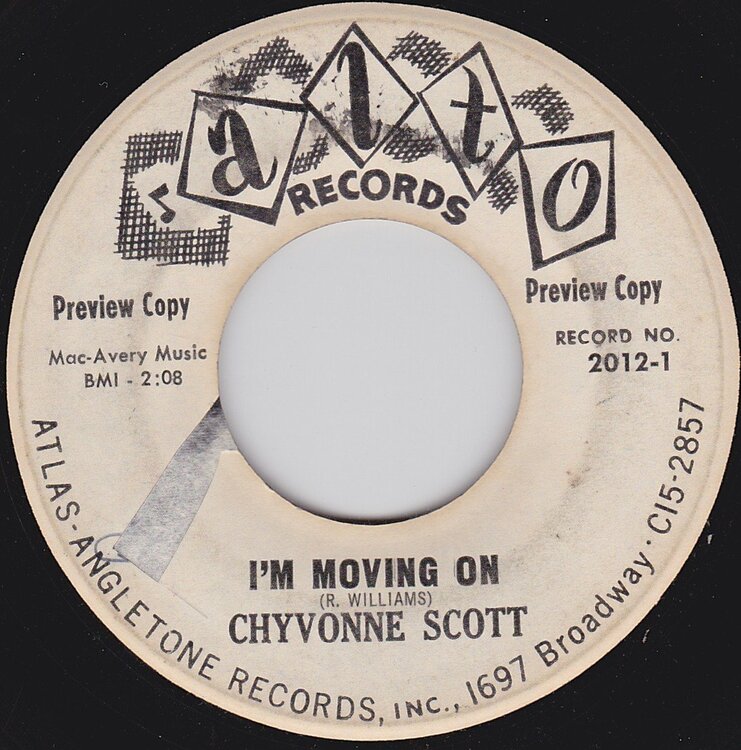 alto
RECORDS
Preview Copy
Preview Copy
Mac-Avery Music
BMI - 2:08
RECORD NO.
2012-1
I'M MOVING ON
(R. WILLIAMS)
CHYVONNE SCOTT
ATLAS-ANGLETONE RECORDS, INC., 1697 Broadway · CI5-2857